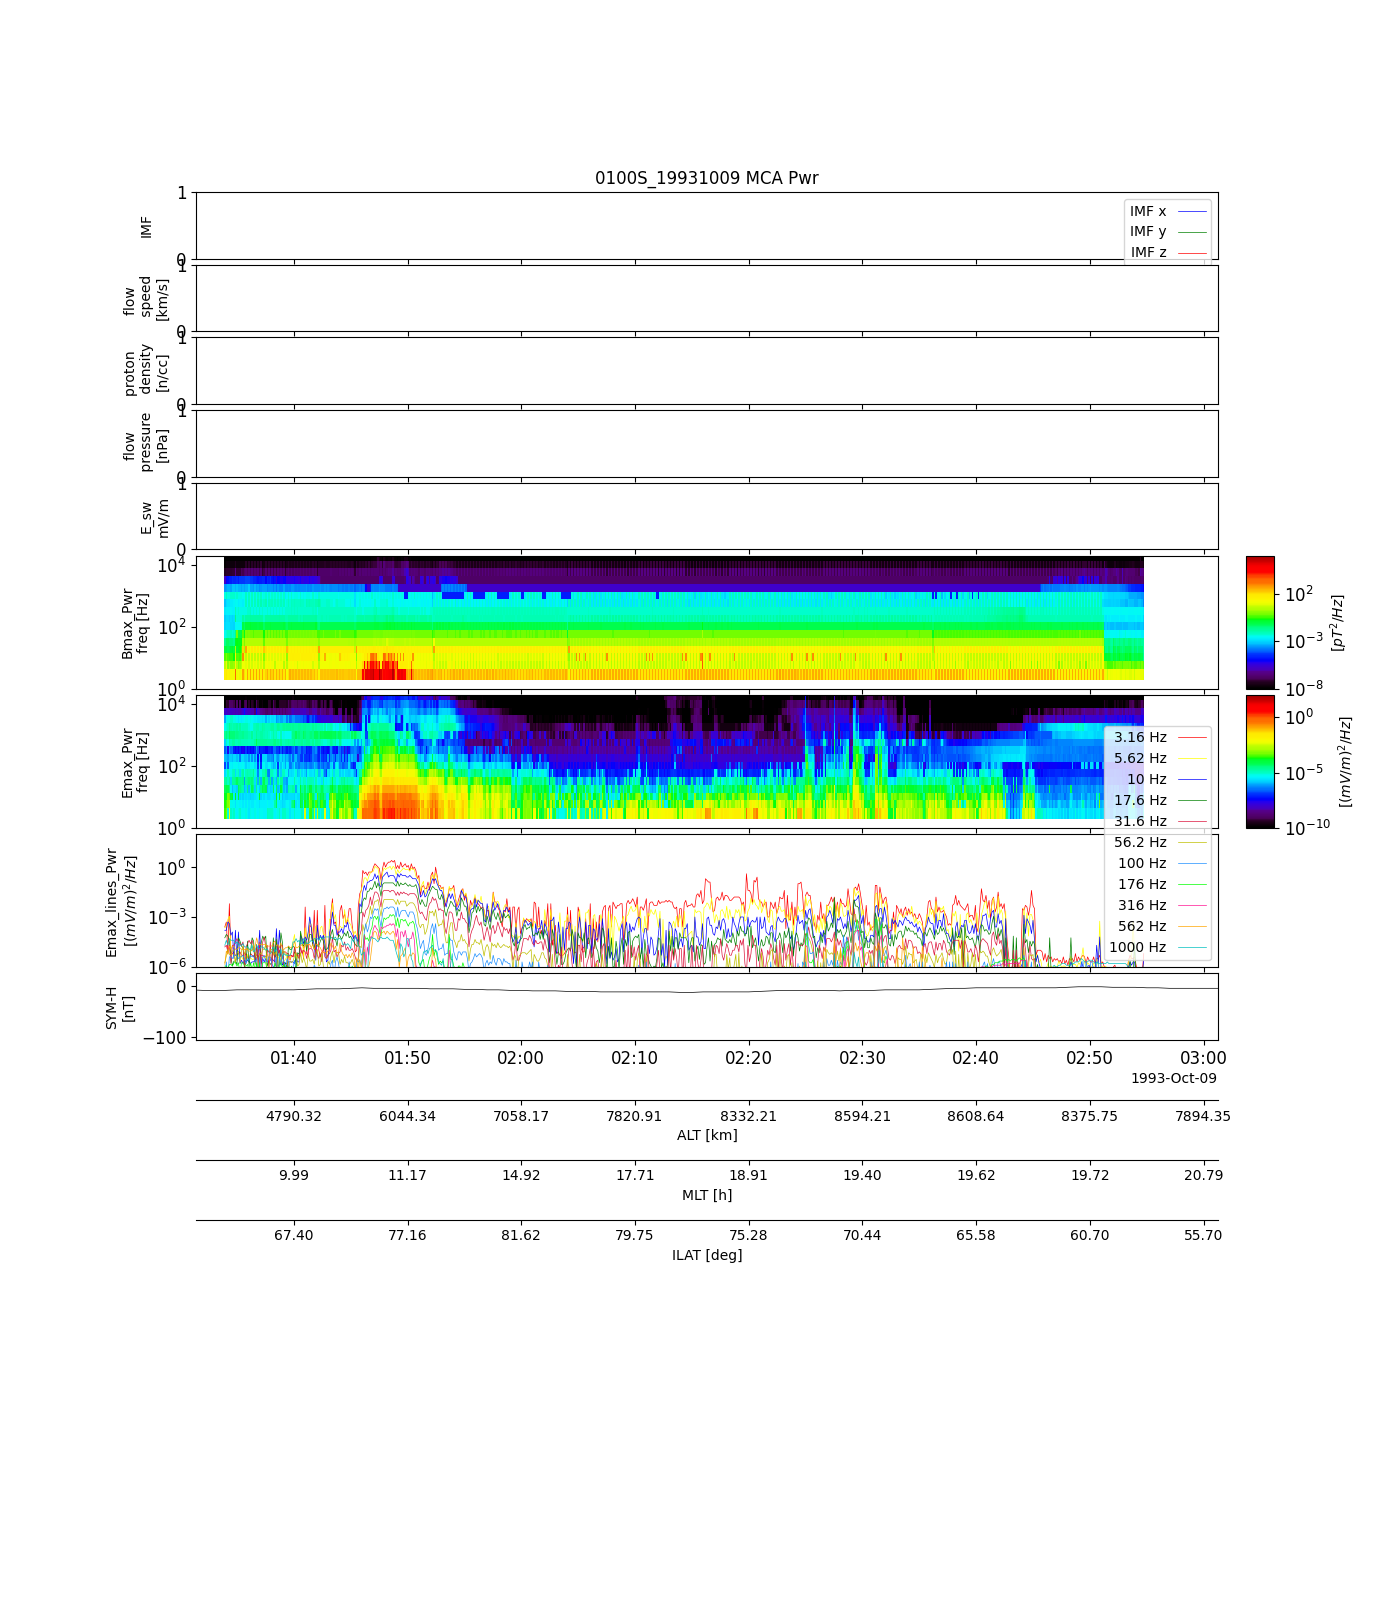 0100S_19931009 MCA Pwr
1
IMF
0
IMF x
IMF y
IMF z
1
flow
speed
[km/s]
0
1
proton
density
[n/cc]
0
1
flow
pressure
[nPa]
0
1
E_sw
mV/m
0
10^4
10^2
10^0
Bmax_Pwr
freq [Hz]
10^2
10^-3
10^-8
[pT^2/Hz]
10^4
10^2
10^0
Emax_Pwr
freq [Hz]
10^0
10^-5
10^-10
[(mV/m)^2/Hz]
3.16 Hz
5.62 Hz
10 Hz
17.6 Hz
31.6 Hz
56.2 Hz
100 Hz
176 Hz
316 Hz
562 Hz
1000 Hz
10^0
10^-3
10^-6
Emax_lines_Pwr
[(mV/m)^2/Hz]
0
−100
SYM-H
[nT]
01:40 01:50 02:00 02:10 02:20 02:30 02:40 02:50 03:00
1993-Oct-09
4790.32 6044.34 7058.17 7820.91 8332.21 8594.21 8608.64 8375.75 7894.35
ALT [km]
9.99 11.17 14.92 17.71 18.91 19.40 19.62 19.72 20.79
MLT [h]
67.40 77.16 81.62 79.75 75.28 70.44 65.58 60.70 55.70
ILAT [deg]